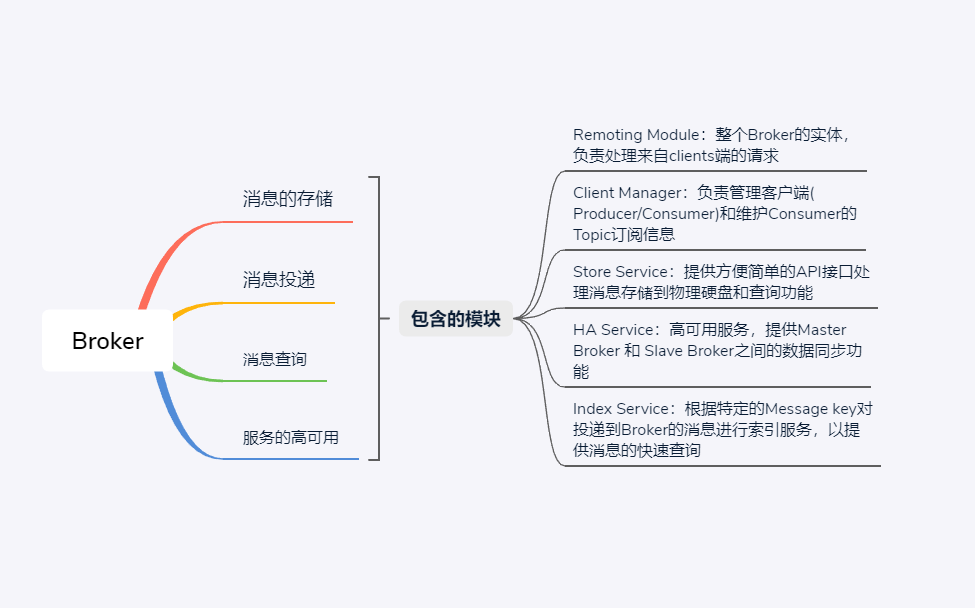 Broker
消息的存储
消息投递
消息查询
服务的高可用
包含的模块
Remoting Module：整个Broker的实体，
负责处理来自clients端的请求
Client Manager：负责管理客户端(
Producer/Consumer)和维护Consumer的
Topic订阅信息
Store Service：提供方便简单的API接口处
理消息存储到物理硬盘和查询功能
HA Service：高可用服务，提供Master
Broker 和 Slave Broker之间的数据同步功
能
Index Service：根据特定的Message key对
投递到Broker的消息进行索引服务，以提
供消息的快速查询